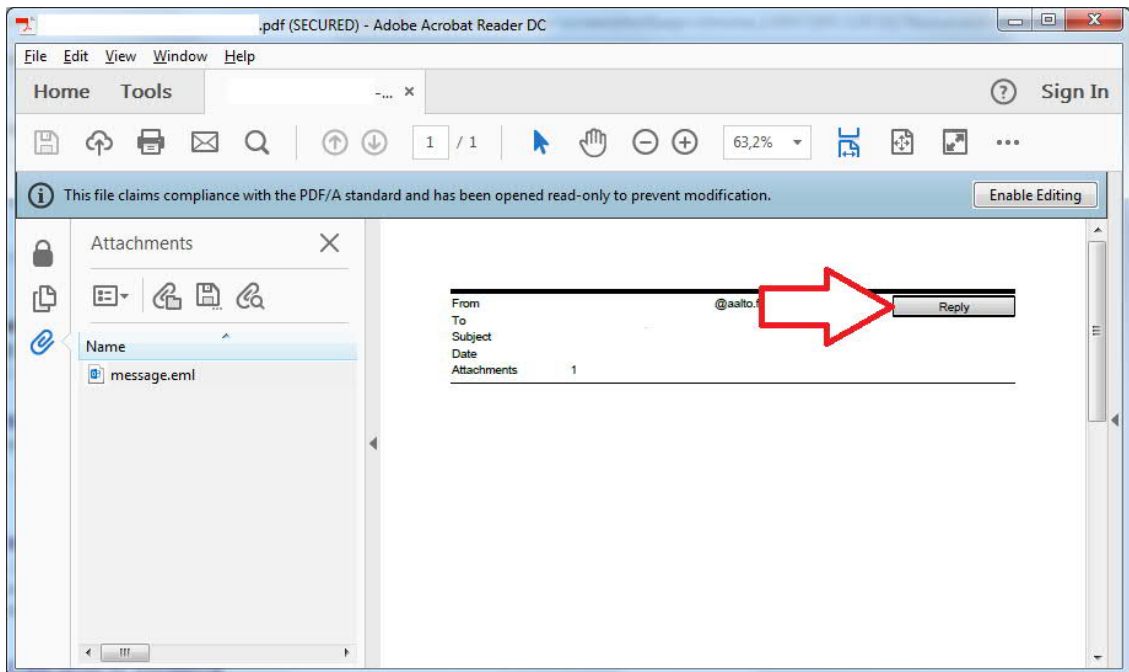 .pdf (SECURED) - Adobe Acrobat Reader DC
File Edit View Window Help
Home Tools -... × ? Sign In
1 / 1 63,2%
This file claims compliance with the PDF/A standard and has been opened read-only to prevent modification. Enable Editing
Attachments
Name
message.eml
From @aalto.f
Reply
To
Subject
Date
Attachments 1